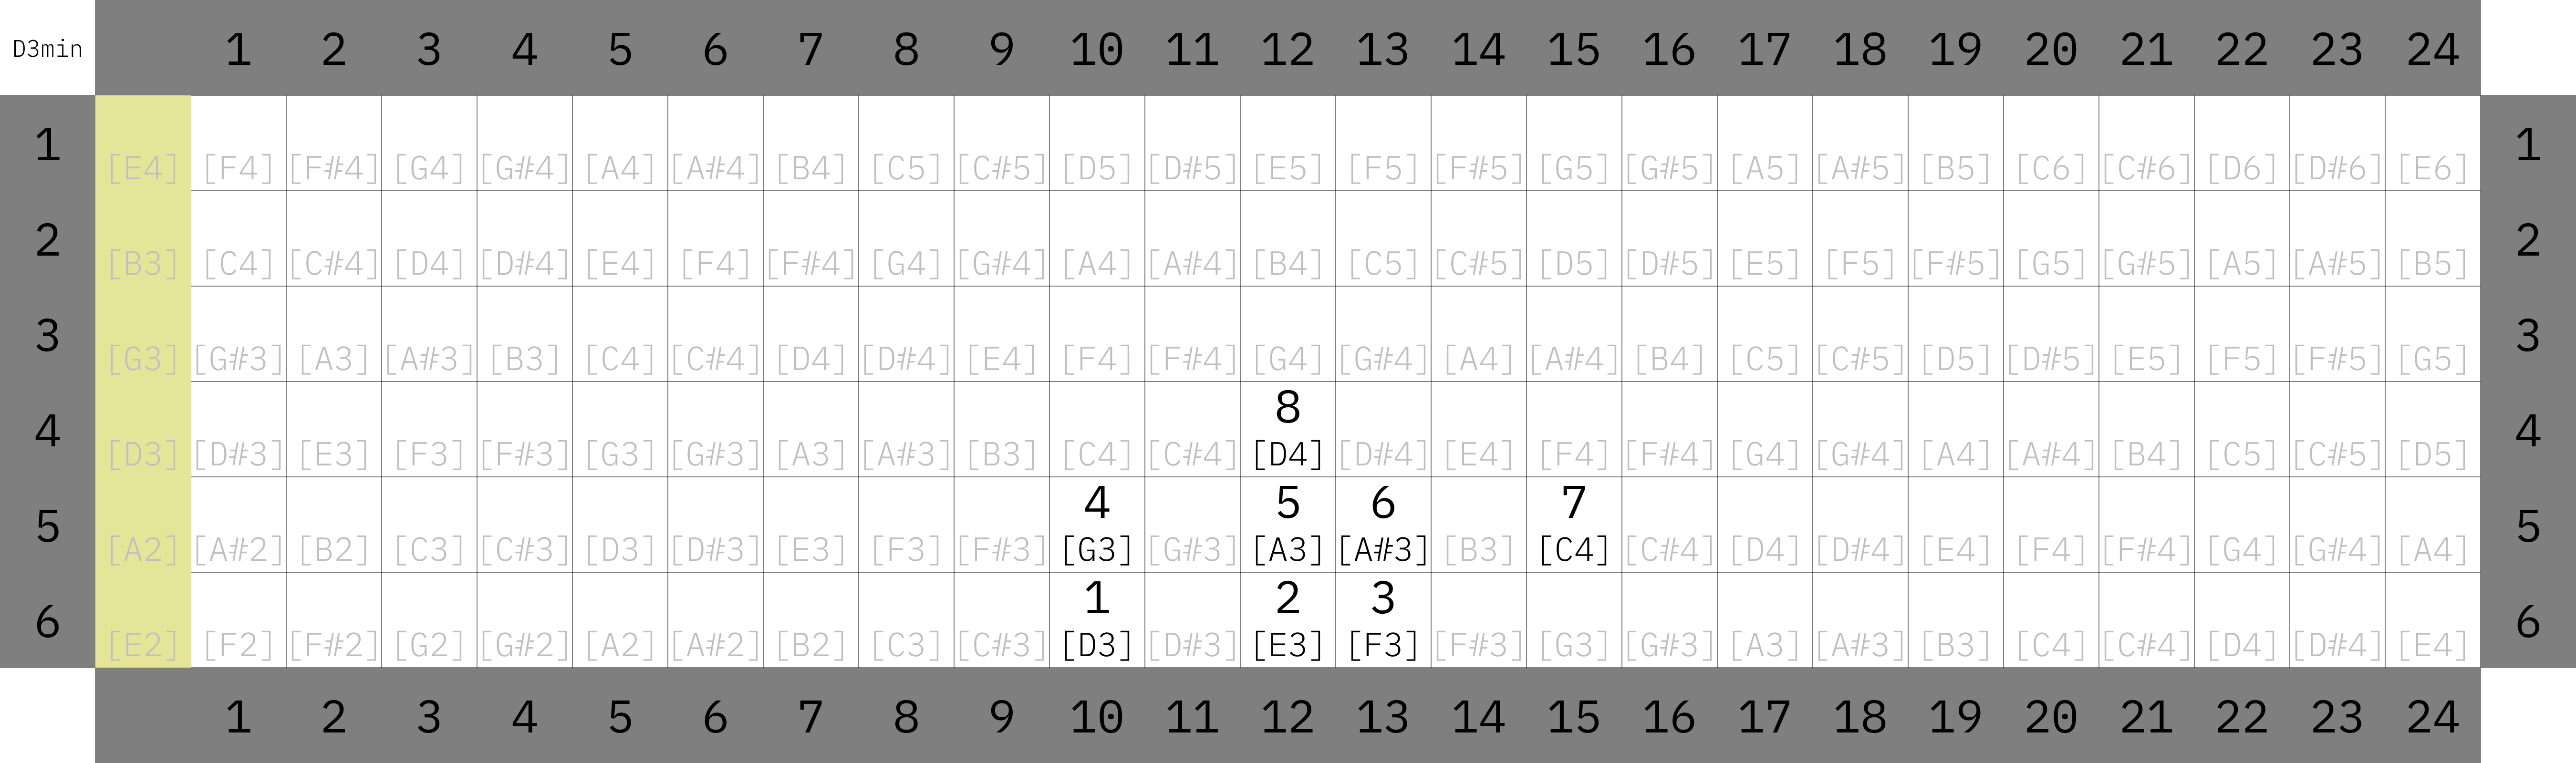 D3min 1 2 3 4 5 6 7 8 9 10 11 12 13 14 15 16 17 18 19 20 21 22 23 24
1 [E4] [F4] [F#4] [G4] [G#4] [A4] [A#4] [B4] [C5] [C#5] [D5] [D#5] [E5] [F5] [F#5] [G5] [G#5] [A5] [A#5] [B5] [C6] [C#6] [D6] [D#6] [E6] 1
2 [B3] [C4] [C#4] [D4] [D#4] [E4] [F4] [F#4] [G4] [G#4] [A4] [A#4] [B4] [C5] [C#5] [D5] [D#5] [E5] [F5] [F#5] [G5] [G#5] [A5] [A#5] [B5] 2
3 [G3] [G#3] [A3] [A#3] [B3] [C4] [C#4] [D4] [D#4] [E4] [F4] [F#4] [G4] [G#4] [A4] [A#4] [B4] [C5] [C#5] [D5] [D#5] [E5] [F5] [F#5] [G5] 3
8
4 [D3] [D#3] [E3] [F3] [F#3] [G3] [G#3] [A3] [A#3] [B3] [C4] [C#4] [D4] [D#4] [E4] [F4] [F#4] [G4] [G#4] [A4] [A#4] [B4] [C5] [C#5] [D5] 4
4 5 6 7
5 [A2] [A#2] [B2] [C3] [C#3] [D3] [D#3] [E3] [F3] [F#3] [G3] [G#3] [A3] [A#3] [B3] [C4] [C#4] [D4] [D#4] [E4] [F4] [F#4] [G4] [G#4] [A4] 5
1 2 3
6 [E2] [F2] [F#2] [G2] [G#2] [A2] [A#2] [B2] [C3] [C#3] [D3] [D#3] [E3] [F3] [F#3] [G3] [G#3] [A3] [A#3] [B3] [C4] [C#4] [D4] [D#4] [E4] 6
1 2 3 4 5 6 7 8 9 10 11 12 13 14 15 16 17 18 19 20 21 22 23 24